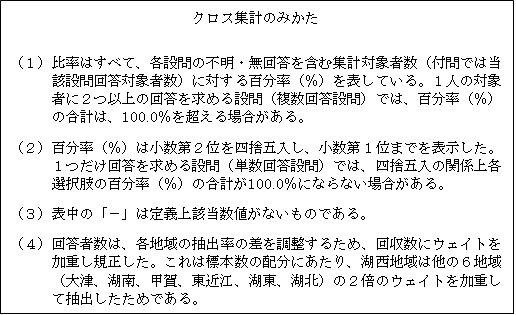 クロス集計のみかた
（１）比率はすべて、各設問の不明・無回答を含む集計対象者数（付問では当
該設問回答対象者数）に対する百分率（％）を表している。１人の対象
者に２つ以上の回答を求める設問（複数回答設問）では、百分率（％）
の合計は、100.0％を超える場合がある。
（２）百分率（％）は小数第２位を四捨五入し、小数第１位までを表示した。
１つだけ回答を求める設問（単数回答設問）では、四捨五入の関係上各
選択肢の百分率（％）の合計が100.0％にならない場合がある。
（３）表中の「－」は定義上該当数値がないものである。
（４）回答者数は、各地域の抽出率の差を調整するため、回収数にウェイトを
加重し規正した。これは標本数の配分にあたり、湖西地域は他の６地域
（大津、湖南、甲賀、東近江、湖東、湖北）の２倍のウェイトを加重し
て抽出したためである。